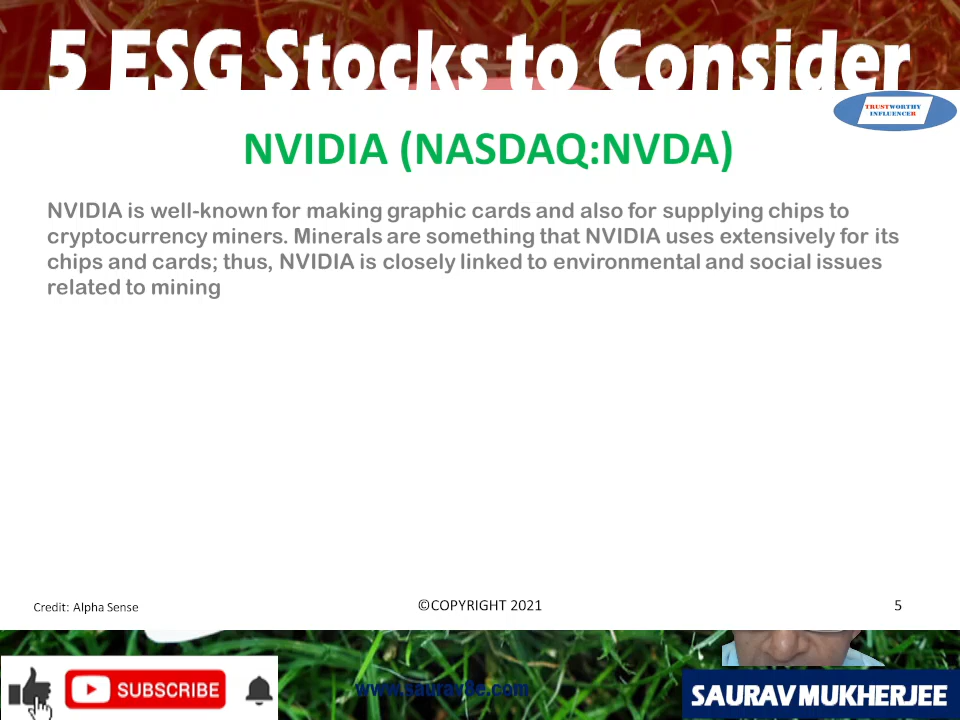 5 ESG Stocks to Consider
TRUSTWORTHY
INFLUENCER
NVIDIA (NASDAQ:NVDA)
NVIDIA is well-known for making graphic cards and also for supplying chips to
cryptocurrency miners. Minerals are something that NVIDIA uses extensively for its
chips and cards; thus, NVIDIA is closely linked to environmental and social issues
related to mining
Credit: Alpha Sense
©COPYRIGHT 2021
5
SUBSCRIBE
SAURAV MUKHERJEE